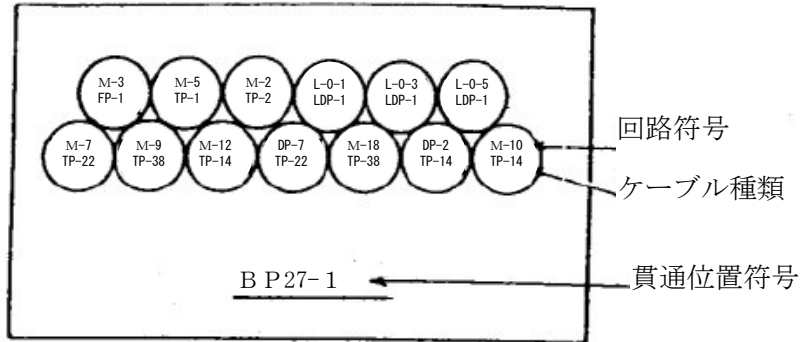 M-3
FP-1
M-5
TP-1
M-2
TP-2
L-0-1
LDP-1
L-0-3
LDP-1
L-0-5
LDP-1
M-7
TP-22
M-9
TP-38
M-12
TP-14
DP-7
TP-22
M-18
TP-38
DP-2
TP-14
M-10
TP-14
回路符号
ケーブル種類
BP27-1
貫通位置符号